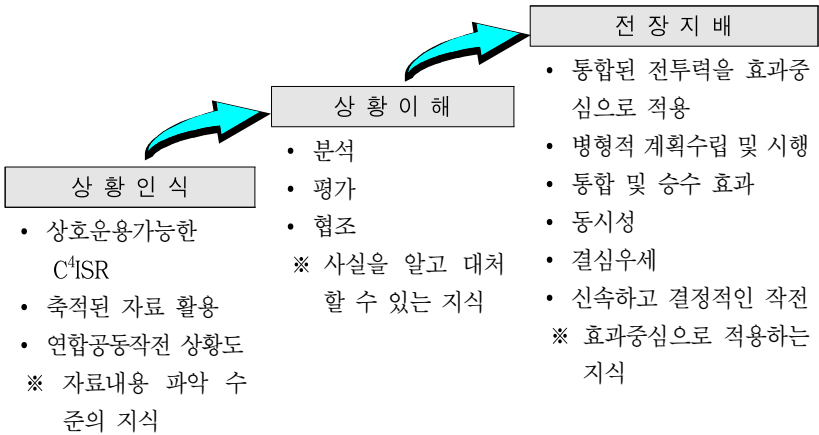 상 황 인 식
• 상호운용가능한
C⁴ISR
• 축적된 자료 활용
• 연합공동작전 상황도
※ 자료내용 파악 수
준의 지식
상 황 이 해
• 분석
• 평가
• 협조
※ 사실을 알고 대처
할 수 있는 지식
전 장 지 배
• 통합된 전투력을 효과중
심으로 적용
• 병형적 계획수립 및 시행
• 통합 및 승수 효과
• 동시성
• 결심우세
• 신속하고 결정적인 작전
※ 효과중심으로 적용하는
지식